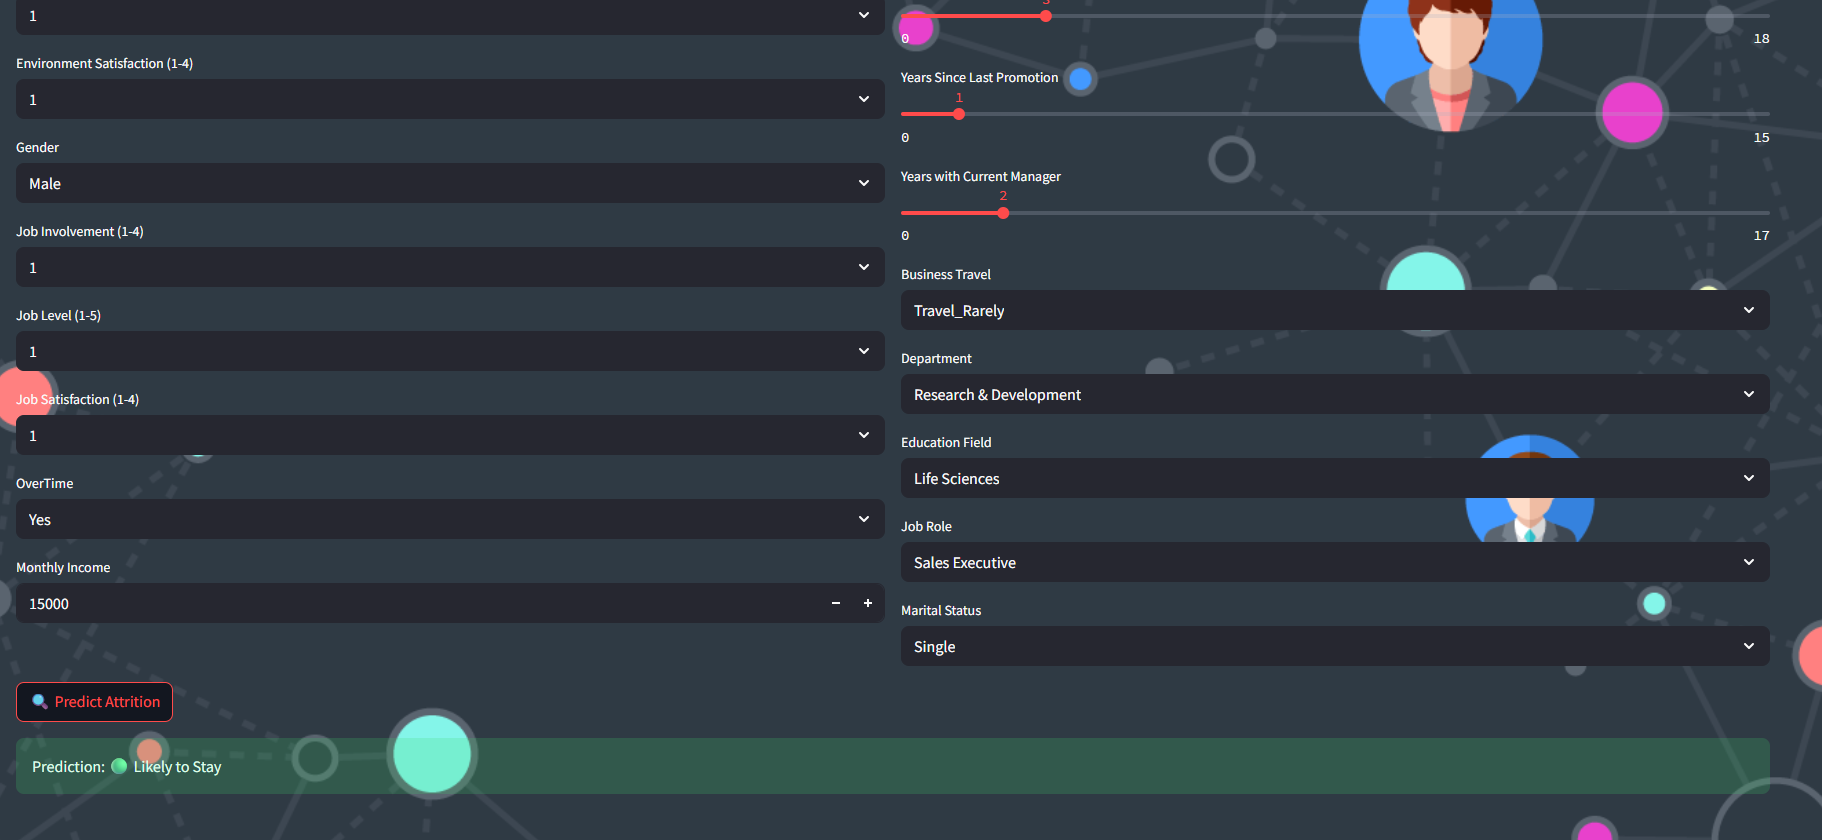 1
Environment Satisfaction (1-4)
1
Gender
Male
Job Involvement (1-4)
1
Job Level (1-5)
1
Job Satisfaction (1-4)
1
OverTime
Yes
Monthly Income
15000
3
0 18
Years Since Last Promotion
1
0 15
Years with Current Manager
2
0 17
Business Travel
Travel_Rarely
Department
Research & Development
Education Field
Life Sciences
Job Role
Sales Executive
Marital Status
Single
Predict Attrition
Prediction: Likely to Stay